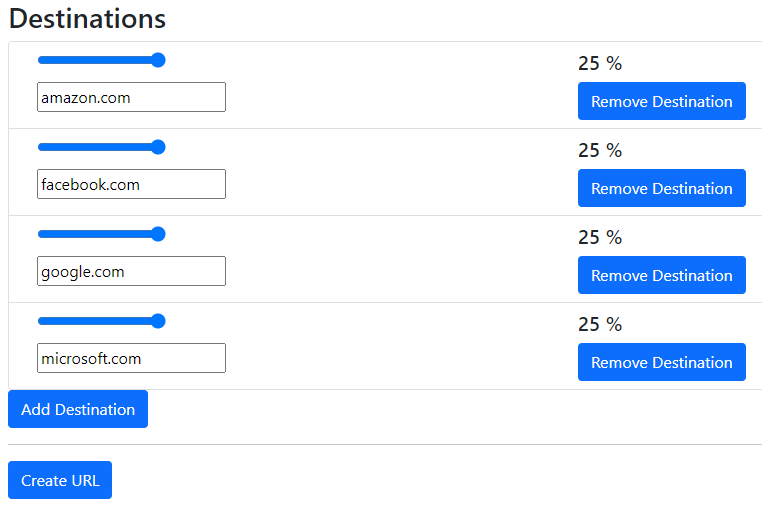 Destinations
25 %
amazon.com
Remove Destination
25 %
facebook.com
Remove Destination
25 %
google.com
Remove Destination
25 %
microsoft.com
Remove Destination
Add Destination
Create URL